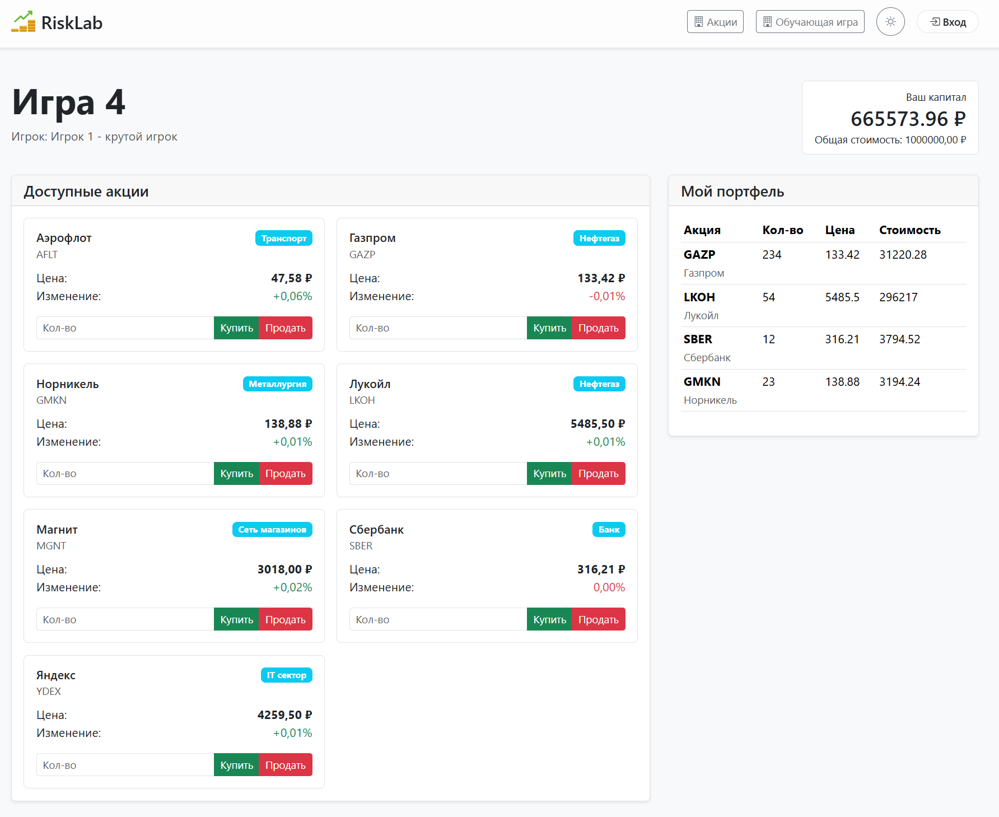 RiskLab
Акции
Обучающая игра
Вход
Игра 4
Игрок: Игрок 1 - крутой игрок
Ваш капитал
665573.96 ₽
Общая стоимость: 1000000,00 ₽
Доступные акции
Аэрофлот Транспорт
AFLT
Цена: 47,58 ₽
Изменение: +0,06%
Кол-во Купить Продать
Газпром Нефтегаз
GAZP
Цена: 133,42 ₽
Изменение: -0,01%
Кол-во Купить Продать
Норникель Металлургия
GMKN
Цена: 138,88 ₽
Изменение: +0,01%
Кол-во Купить Продать
Лукойл Нефтегаз
LKOH
Цена: 5485,50 ₽
Изменение: +0,01%
Кол-во Купить Продать
Магнит Сеть магазинов
MGNT
Цена: 3018,00 ₽
Изменение: +0,02%
Кол-во Купить Продать
Сбербанк Банк
SBER
Цена: 316,21 ₽
Изменение: 0,00%
Кол-во Купить Продать
Яндекс IT сектор
YDEX
Цена: 4259,50 ₽
Изменение: +0,01%
Кол-во Купить Продать
Мой портфель
Акция Кол-во Цена Стоимость
GAZP 234 133.42 31220.28
Газпром
LKOH 54 5485.5 296217
Лукойл
SBER 12 316.21 3794.52
Сбербанк
GMKN 23 138.88 3194.24
Норникель